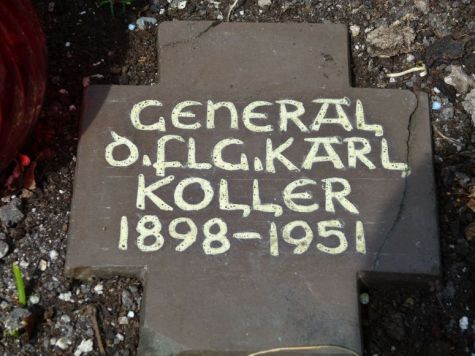 GENERAL
D.FLG.KARL
KOLLER
1898-1951